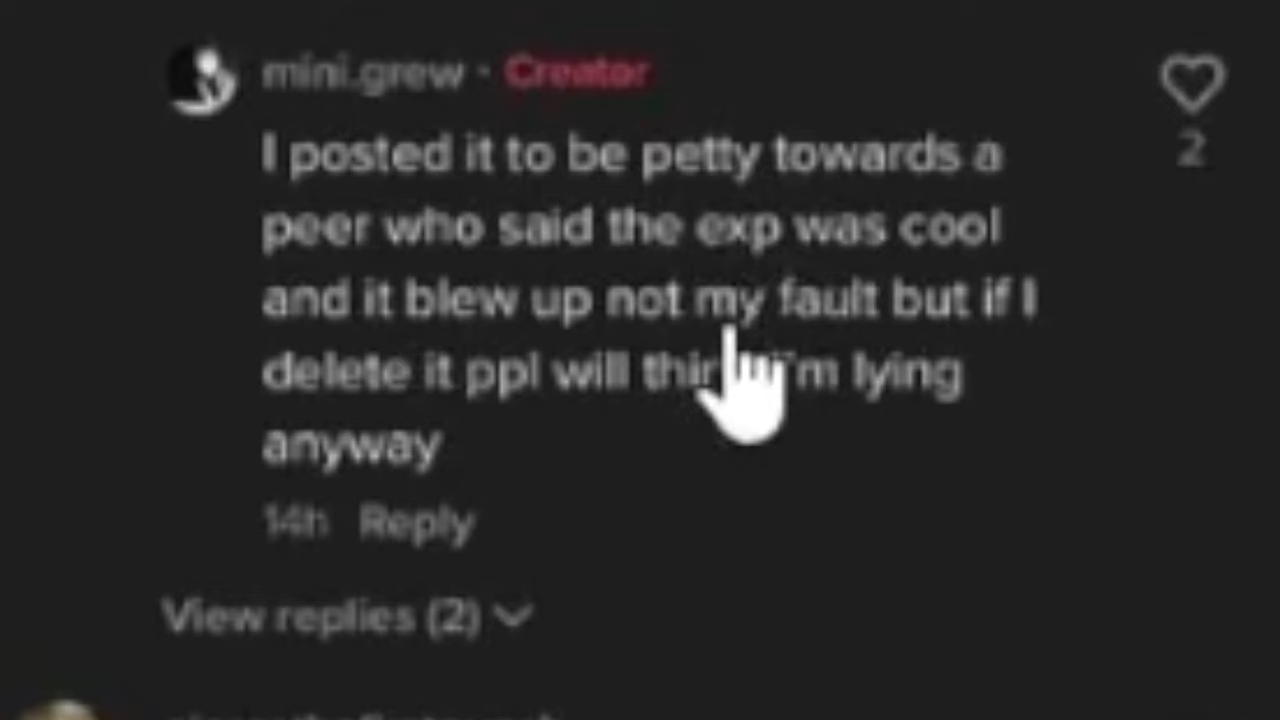 mini.grew · Creator
I posted it to be petty towards a
2
peer who said the exp was cool
and it blew up not my fault but if I
delete it ppl will I'm lying
anyway
14h Reply
View replies (2)